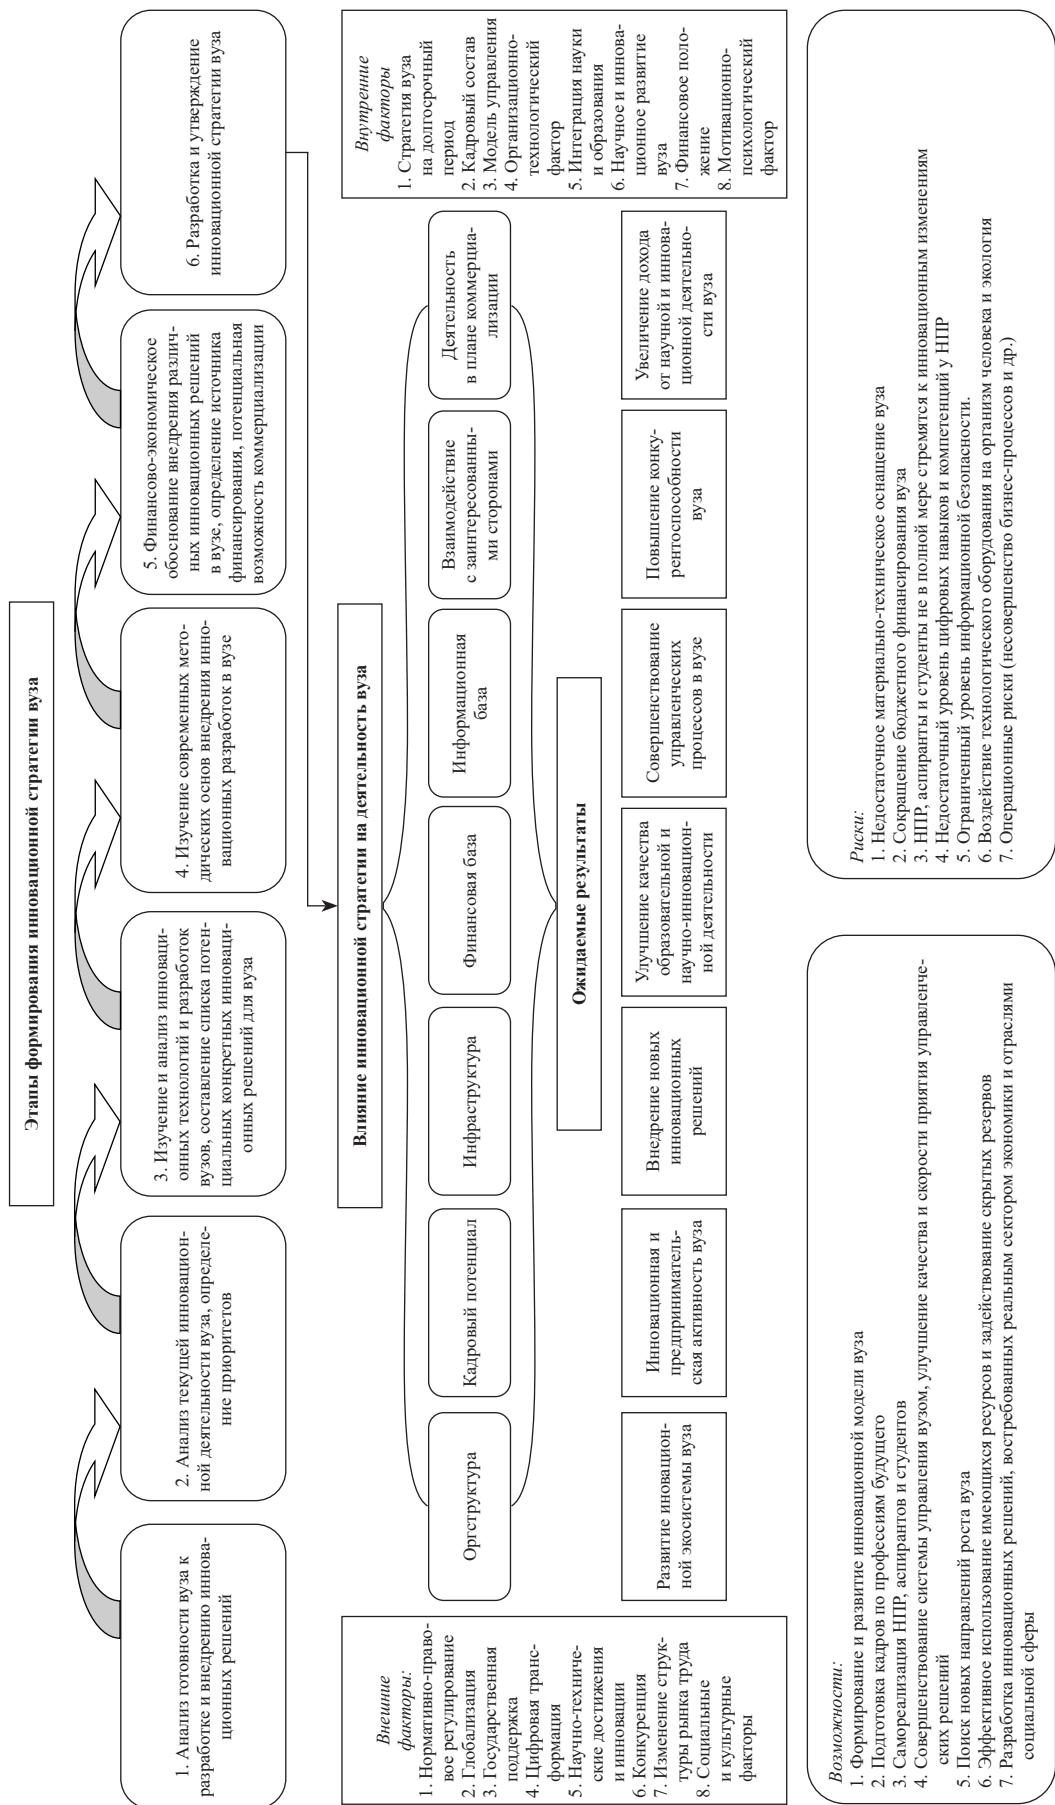 Этапы формирования инновационной стратегии вуза
1. Анализ готовности вуза к
разработке и внедрению иннова-
ционных решений
2. Анализ текущей инновацион-
ной деятельности вуза, определе-
ние приоритетов
3. Изучение и анализ инноваци-
онных технологий и разработок
вузов, составление списка потен-
циальных конкретных инноваци-
онных решений для вуза
4. Изучение современных мето-
дических основ внедрения инно-
вационных разработок в вузе
5. Финансово-экономическое
обоснование внедрения различ-
ных инновационных решений
в вузе, определение источника
финансирования, потенциальная
возможность коммерциализации
6. Разработка и утверждение
инновационной стратегии вуза
Внешние
факторы:
1. Нормативно-право-
вое регулирование
2. Глобализация
3. Государственная
поддержка
4. Цифровая транс-
формация
5. Научно-техниче-
ские достижения
и инновации
6. Конкуренция
7. Изменение струк-
туры рынка труда
8. Социальные
и культурные
факторы
Влияние инновационной стратегии на деятельность вуза
Оргструктура
Кадровый потенциал
Инфраструктура
Финансовая база
Информационная
база
Взаимодействие
с заинтересованны-
ми сторонами
Деятельность
в плане коммерциа-
лизации
Ожидаемые результаты
Развитие иновацион-
ной экосистемы вуза
Инновационная и
предприниматель-
ская активность вуза
Внедрение новых
инновационных
решений
Улучшение качества
образовательной и
научно-инновацион-
ной деятельности
Совершенствование
управленческих
процессов в вузе
Повышение конку-
рентоспособности
вуза
Увеличение дохода
от научной и иннова-
ционной деятельно-
сти вуза
Внутренние
факторы
1. Стратегия вуза
на долгосрочный
период
2. Кадровый состав
3. Модель управления
4. Организационно-
технологический
фактор
5. Интеграция науки
и образования
6. Научное и иннова-
ционное развитие
вуза
7. Финансовое поло-
жение
8. Мотивационно-
психологический
фактор
Возможности:
1. Формирование и развитие инновационной модели вуза
2. Подготовка кадров по профессиям будущего
3. Самореализация НПР, аспирантов и студентов
4. Совершенствование системы управления вузом, улучшение качества и скорости приятия управленче-
ских решений
5. Поиск новых направлений роста вуза
6. Эффективное использование имеющихся ресурсов и задействование скрытых резервов
7. Разработка инновационных решений, востребованных реальным сектором экономики и отраслями
социальной сферы
Риски:
1. Недостаточное материально-техническое оснащение вуза
2. Сокращение бюджетного финансирования вуза
3. НПР, аспиранты и студенты не в полной мере стремятся к инновационным изменениям
4. Недостаточный уровень цифровых навыков и компетенций у НПР
5. Ограниченный уровень информационной безопасности.
6. Воздействие технологического оборудования на организм человека и экология
7. Операционные риски (несовершенство бизнес-процессов и др.)